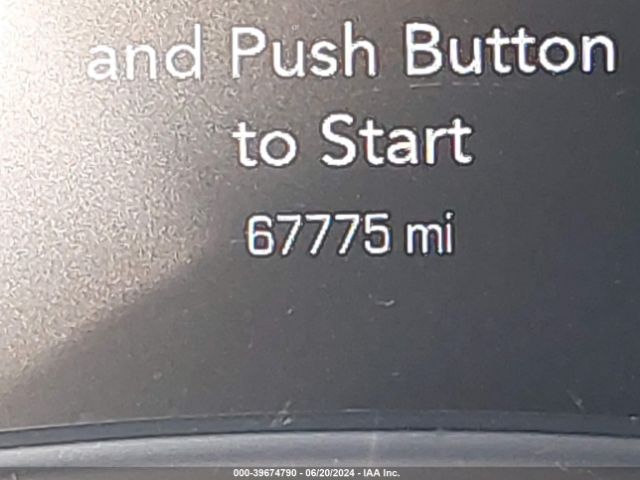 and Push Button
to Start
67775 mi
000-39674790 - 06/20/2024 - IAA Inc.